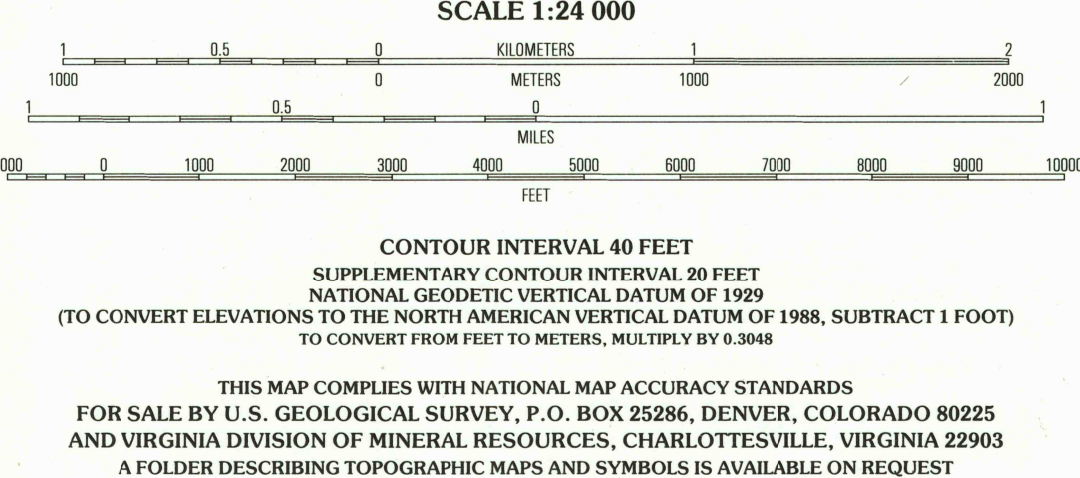 SCALE 1:24 000
1 0.5 0 KILOMETERS 1 2
1000 0 METERS 1000 2000
1 0.5 0 1
MILES
000 0 1000 2000 3000 4000 5000 6000 7000 8000 9000 10000
FEET
CONTOUR INTERVAL 40 FEET
SUPPLEMENTARY CONTOUR INTERVAL 20 FEET
NATIONAL GEODETIC VERTICAL DATUM OF 1929
(TO CONVERT ELEVATIONS TO THE NORTH AMERICAN VERTICAL DATUM OF 1988, SUBTRACT 1 FOOT)
TO CONVERT FROM FEET TO METERS, MULTIPLY BY 0.3048
THIS MAP COMPLIES WITH NATIONAL MAP ACCURACY STANDARDS
FOR SALE BY U.S. GEOLOGICAL SURVEY, P.O. BOX 25286, DENVER, COLORADO 80225
AND VIRGINIA DIVISION OF MINERAL RESOURCES, CHARLOTTESVILLE, VIRGINIA 22903
A FOLDER DESCRIBING TOPOGRAPHIC MAPS AND SYMBOLS IS AVAILABLE ON REQUEST